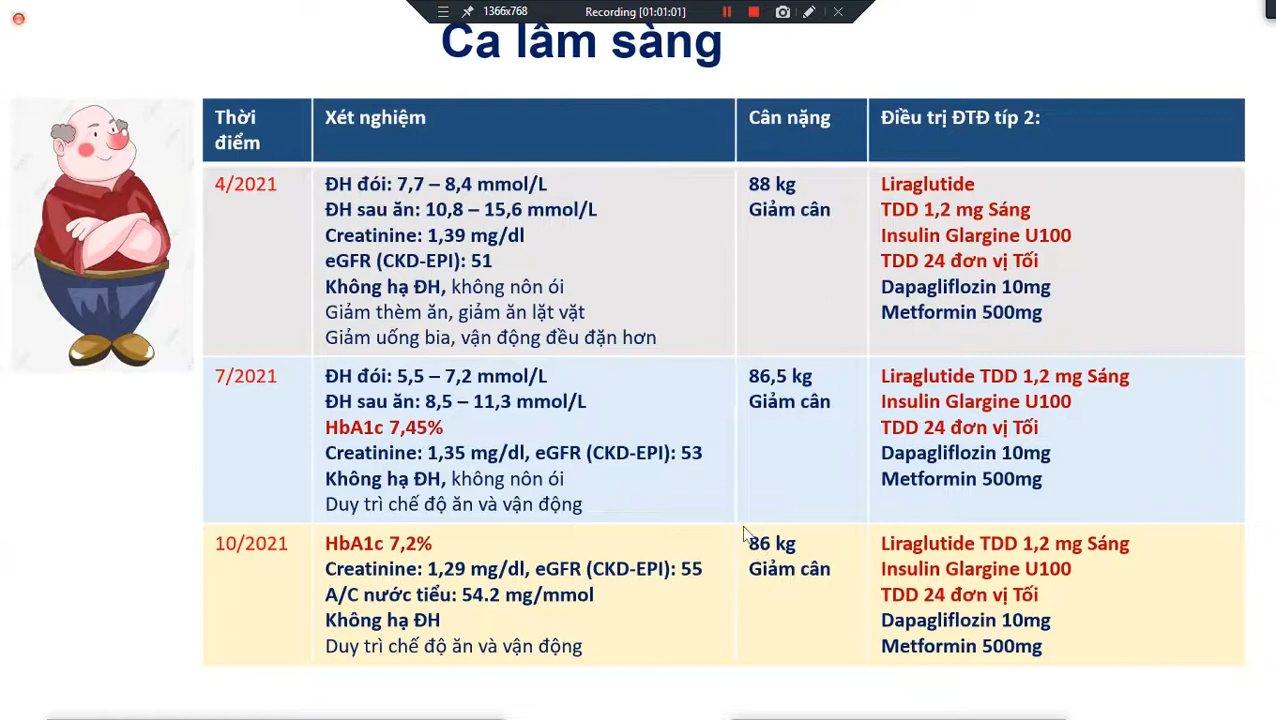 1366x768
Recording [01:01:01]
Ca lâm sàng
Thời điểm
Xét nghiệm
Cân nặng
Điều trị ĐTĐ típ 2:
4/2021
ĐH đói: 7,7 – 8,4 mmol/L
ĐH sau ăn: 10,8 – 15,6 mmol/L
Creatinine: 1,39 mg/dl
eGFR (CKD-EPI): 51
Không hạ ĐH, không nôn ói
Giảm thèm ăn, giảm ăn lặt vặt
Giảm uống bia, vận động đều đặn hơn
88 kg
Giảm cân
Liraglutide
TDD 1,2 mg Sáng
Insulin Glargine U100
TDD 24 đơn vị Tối
Dapagliflozin 10mg
Metformin 500mg
7/2021
ĐH đói: 5,5 – 7,2 mmol/L
ĐH sau ăn: 8,5 – 11,3 mmol/L
HbA1c 7,45%
Creatinine: 1,35 mg/dl, eGFR (CKD-EPI): 53
Không hạ ĐH, không nôn ói
Duy trì chế độ ăn và vận động
86,5 kg
Giảm cân
Liraglutide TDD 1,2 mg Sáng
Insulin Glargine U100
TDD 24 đơn vị Tối
Dapagliflozin 10mg
Metformin 500mg
10/2021
HbA1c 7,2%
Creatinine: 1,29 mg/dl, eGFR (CKD-EPI): 55
A/C nước tiểu: 54.2 mg/mmol
Không hạ ĐH
Duy trì chế độ ăn và vận động
86 kg
Giảm cân
Liraglutide TDD 1,2 mg Sáng
Insulin Glargine U100
TDD 24 đơn vị Tối
Dapagliflozin 10mg
Metformin 500mg